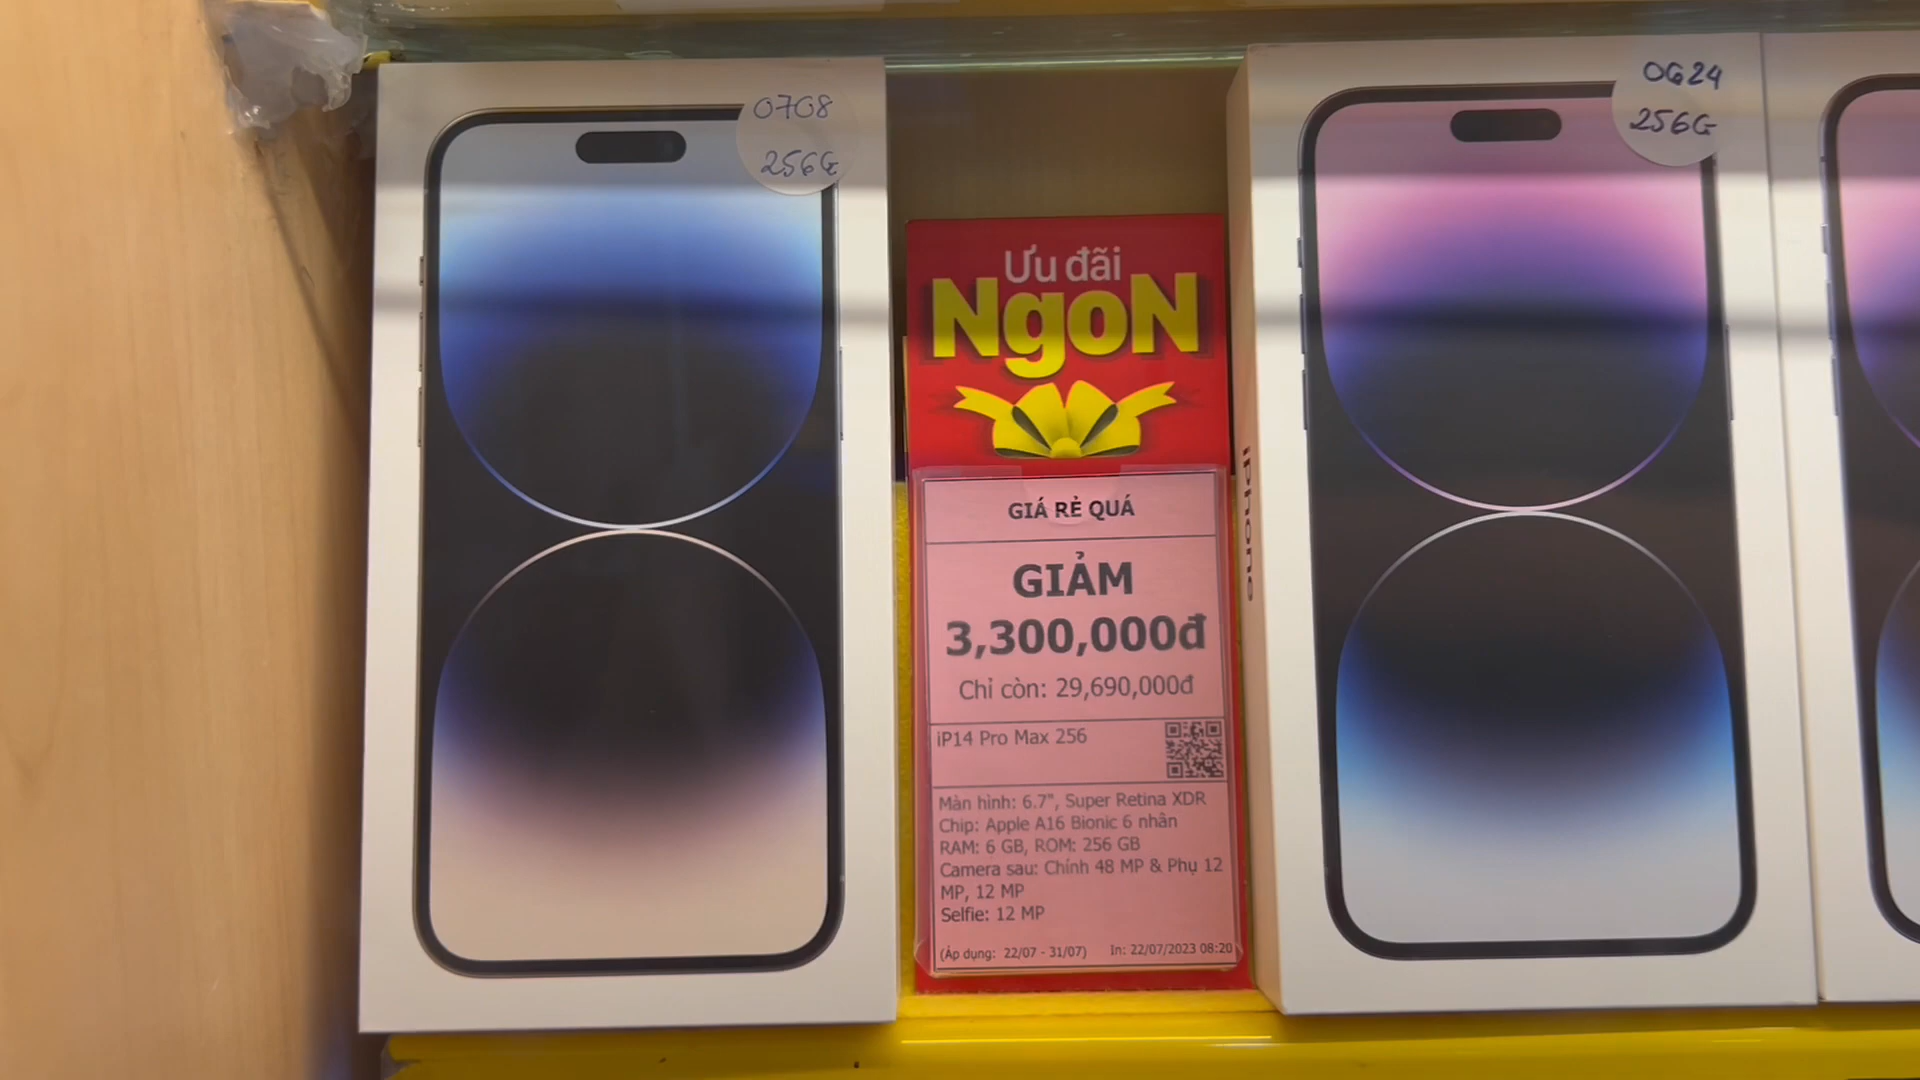 0708
256G
Ưu đãi
NgoN
GIÁ RẺ QUÁ
GIẢM
3,300,000đ
Chỉ còn: 29,690,000đ
iP14 Pro Max 256
Màn hình: 6.7", Super Retina XDR
Chip: Apple A16 Bionic 6 nhân
RAM: 6 GB, ROM: 256 GB
Camera sau: Chính 48 MP & Phụ 12
MP, 12 MP
Selfie: 12 MP
(Áp dụng: 22/07 - 31/07) In: 22/07/2023 08:20
iPhone
0624
256G